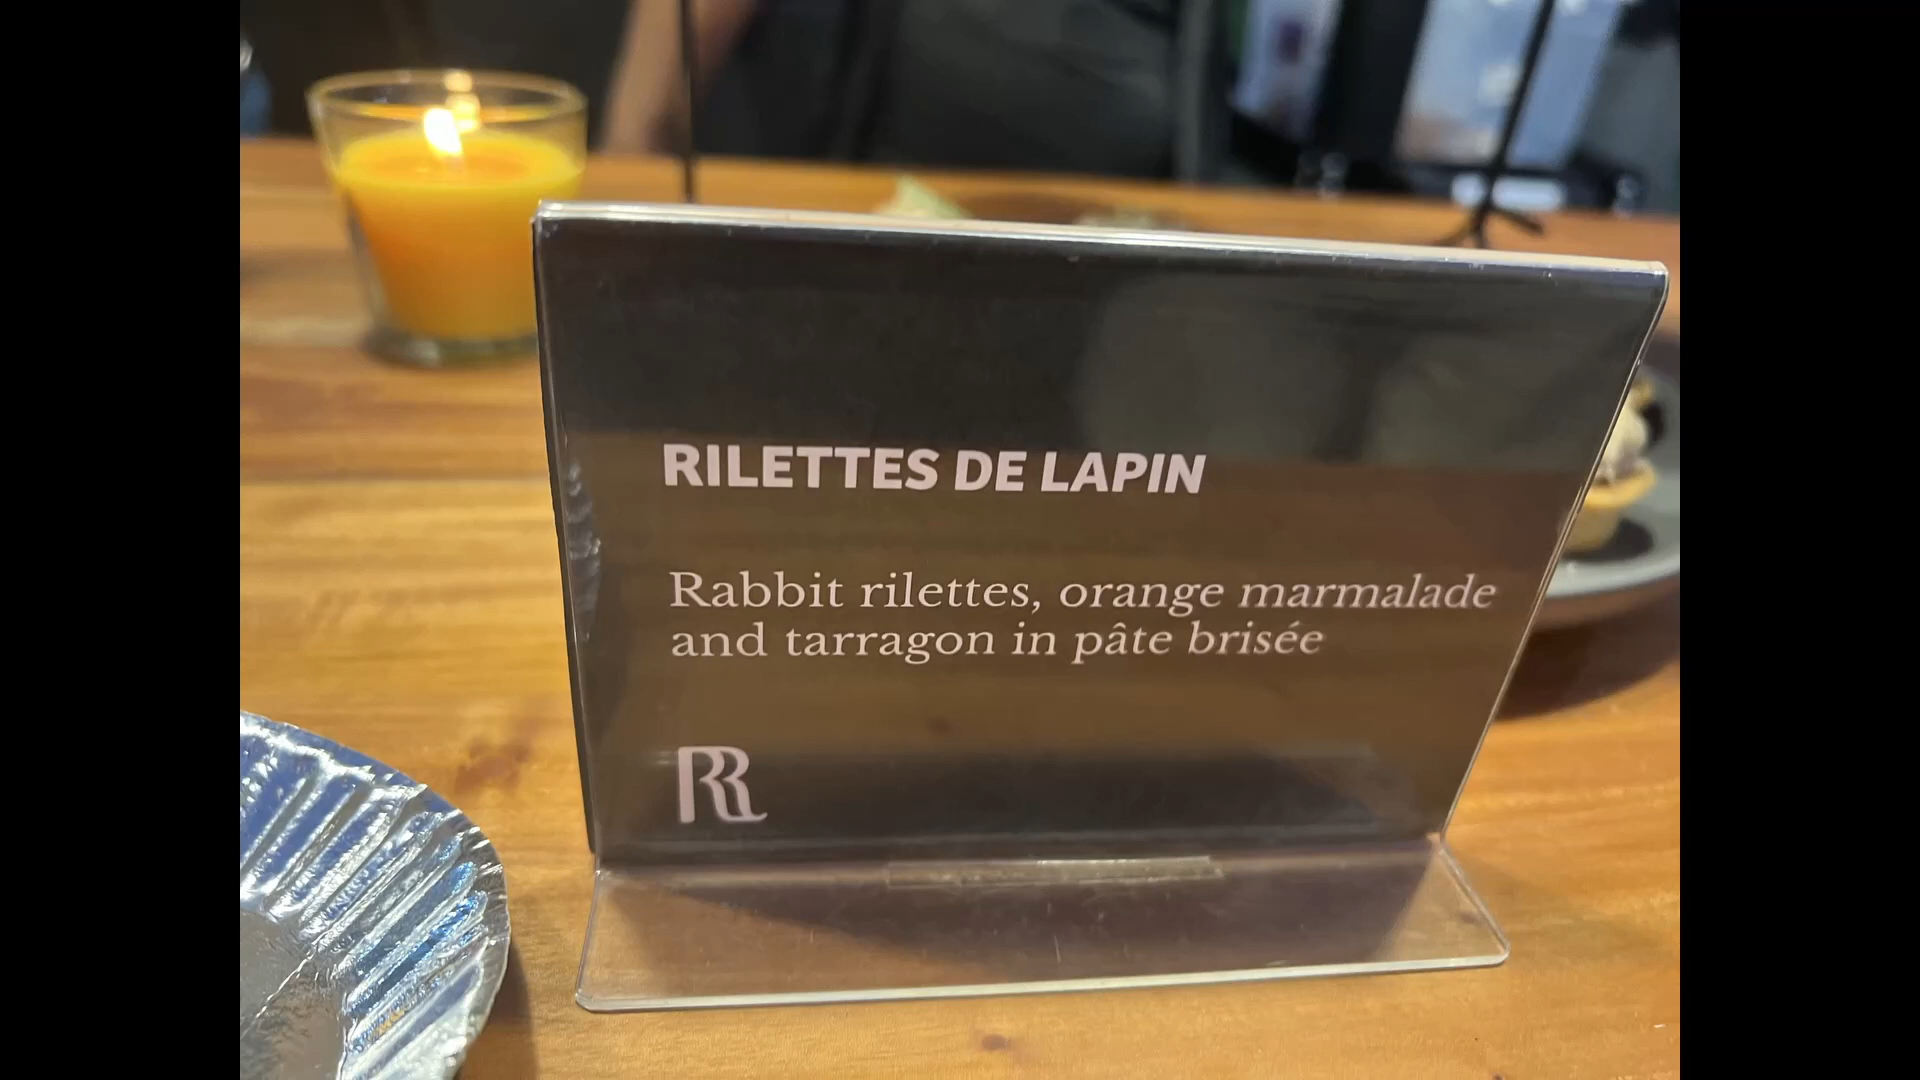 RILETTES DE LAPIN
Rabbit rilettes, orange marmalade
and tarragon in pâte brisée
RR